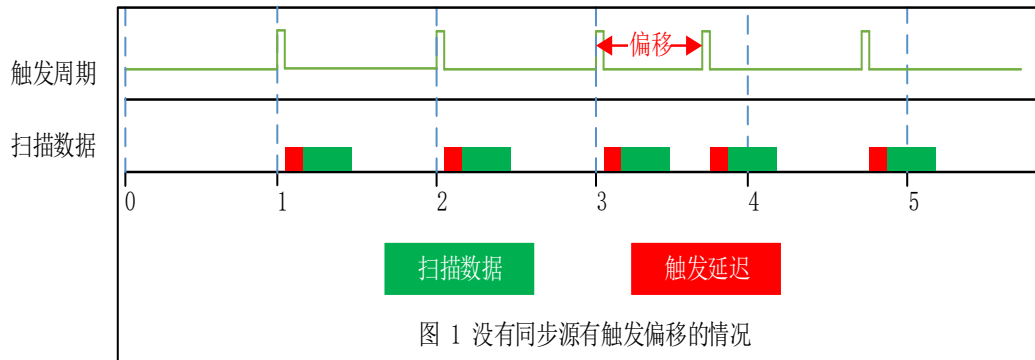 偏移
触发周期
扫描数据
0 1 2 3 4 5
扫描数据 触发延迟
图 1 没有同步源有触发偏移的情况